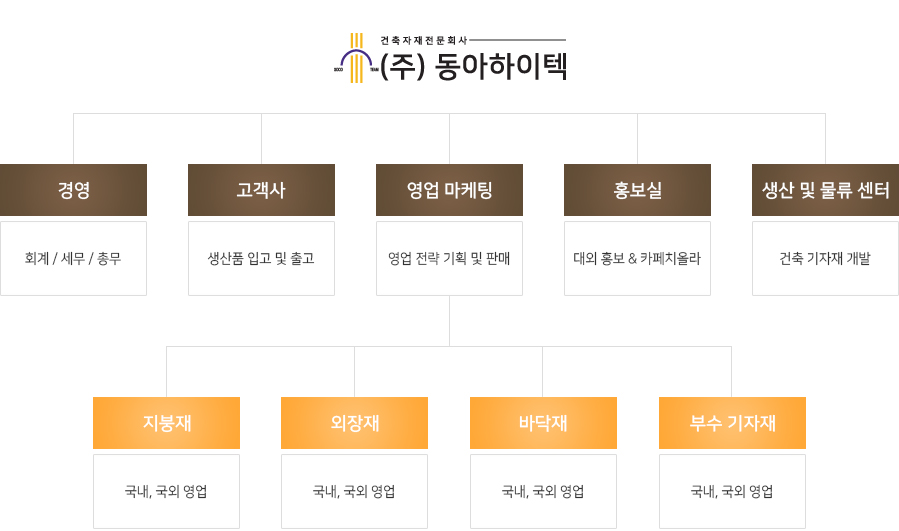 건축자재전문회사
(주) 동아하이텍
경영
고객사
영업 마케팅
홍보실
생산 및 물류 센터
회계 / 세무 / 총무
생산품 입고 및 출고
영업 전략 기획 및 판매
대외 홍보 & 카페치올라
건축 기자재 개발
지붕재
외장재
바닥재
부수 기자재
국내, 국외 영업
국내, 국외 영업
국내, 국외 영업
국내, 국외 영업